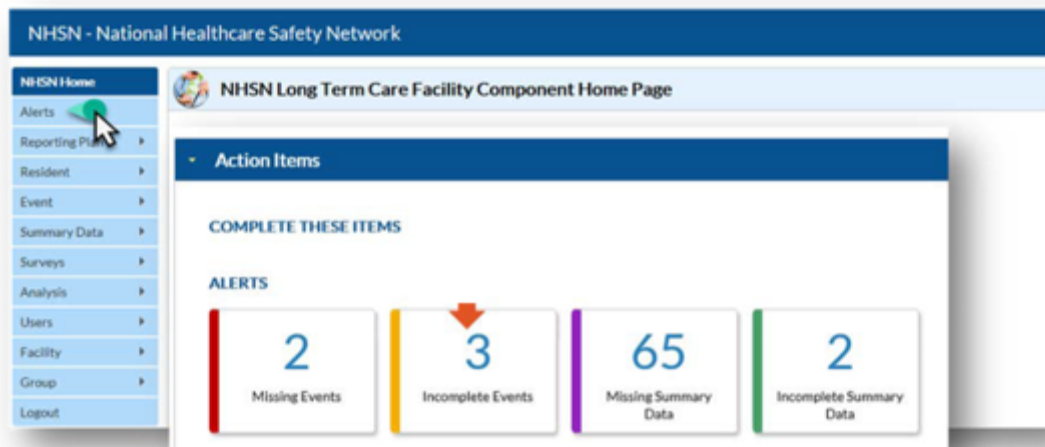 NHSN - National Healthcare Safety Network
NHSN Home
Alerts
Reporting Plan
Resident
Event
Summary Data
Surveys
Analysis
Users
Facility
Group
Logout
NHSN Long Term Care Facility Component Home Page
Action Items
COMPLETE THESE ITEMS
ALERTS
2
Missing Events
3
Incomplete Events
65
Missing Summary
Data
2
Incomplete Summary
Data